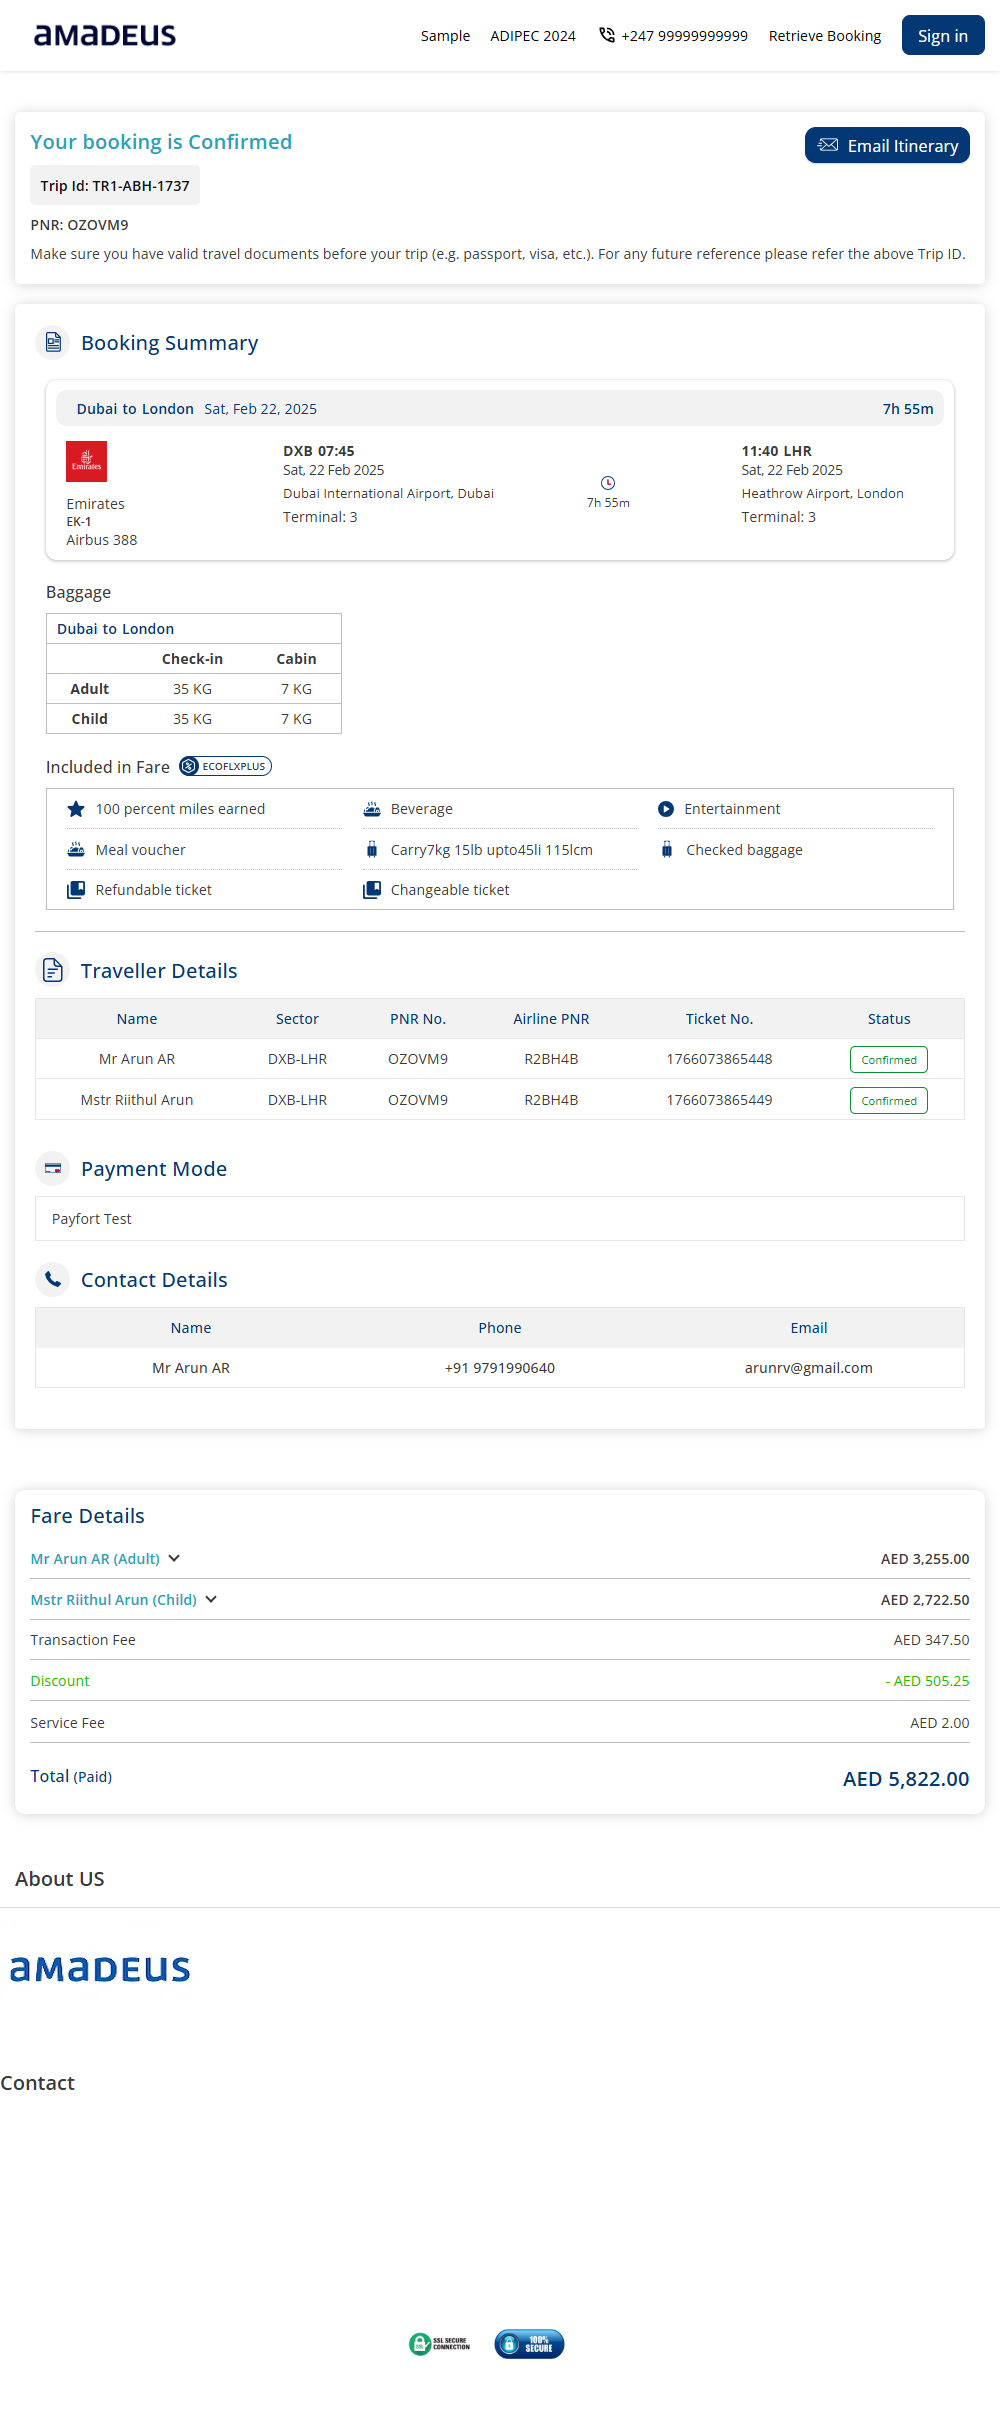 amadeus
Sample ADIPEC 2024 +247 99999999999 Retrieve Booking Sign in
Your booking is Confirmed
Email Itinerary
Trip Id: TR1-ABH-1737
PNR: OZOVM9
Make sure you have valid travel documents before your trip (e.g. passport, visa, etc.). For any future reference please refer the above Trip ID.
Booking Summary
Dubai to London Sat, Feb 22, 2025 7h 55m
Emirates
DXB 07:45
Sat, 22 Feb 2025
Dubai International Airport, Dubai
Terminal: 3
7h 55m
11:40 LHR
Sat, 22 Feb 2025
Heathrow Airport, London
Terminal: 3
Emirates
EK-1
Airbus 388
Baggage
Dubai to London
Check-in Cabin
Adult 35 KG 7 KG
Child 35 KG 7 KG
Included in Fare ECOFLXPLUS
100 percent miles earned Beverage Entertainment
Meal voucher Carry7kg 15lb upto45li 115lcm Checked baggage
Refundable ticket Changeable ticket
Traveller Details
Name Sector PNR No. Airline PNR Ticket No. Status
Mr Arun AR DXB-LHR OZOVM9 R2BH4B 1766073865448 Confirmed
Mstr Riithul Arun DXB-LHR OZOVM9 R2BH4B 1766073865449 Confirmed
Payment Mode
Payfort Test
Contact Details
Name Phone Email
Mr Arun AR +91 9791990640 arunrv@gmail.com
Fare Details
Mr Arun AR (Adult) AED 3,255.00
Mstr Riithul Arun (Child) AED 2,722.50
Transaction Fee AED 347.50
Discount - AED 505.25
Service Fee AED 2.00
Total (Paid) AED 5,822.00
About US
amadeus
Contact
SSL SECURE
CONNECTION
100%
SECURE